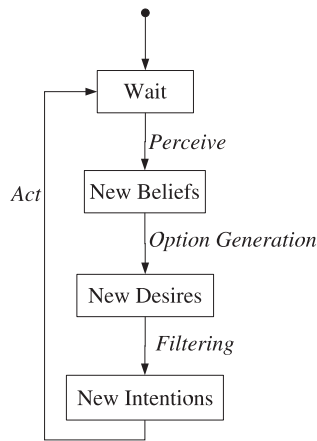 Wait
Perceive
Act
New Beliefs
Option Generation
New Desires
Filtering
New Intentions